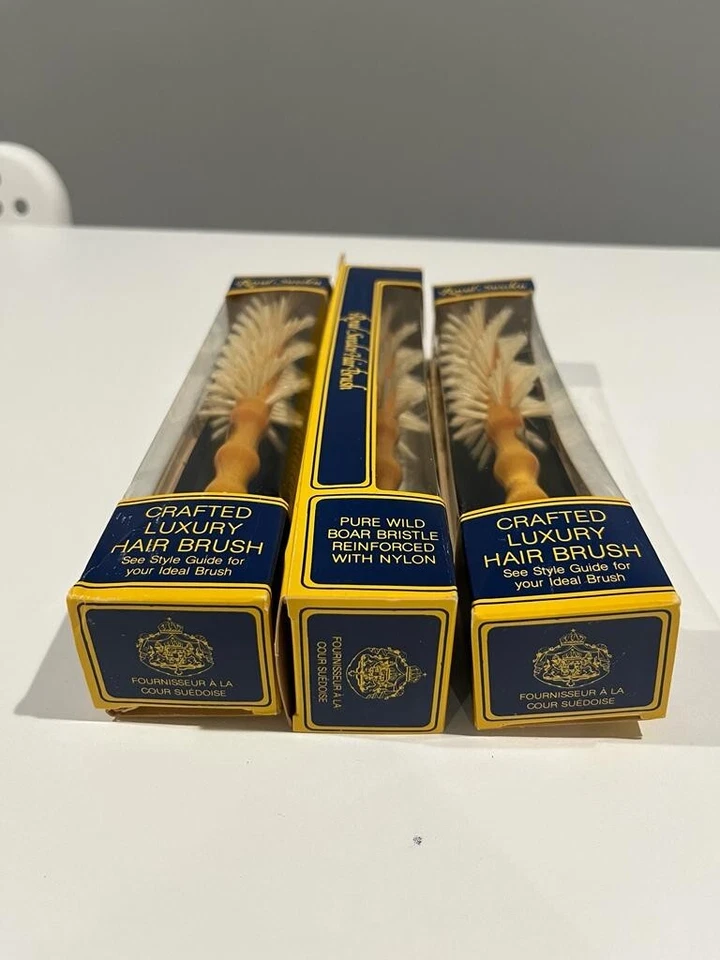 CRAFTED
LUXURY
HAIR BRUSH
See Style Guide for
your Ideal Brush
FOURNISSEUR À LA
COUR SUÉDOISE
Hair Brush
PURE WILD
BOAR BRISTLE
REINFORCED
WITH NYLON
FOURNISSEUR À LA
COUR SUÉDOISE
CRAFTED
LUXURY
HAIR BRUSH
See Style Guide for
your Ideal Brush
FOURNISSEUR À LA
COUR SUÉDOISE